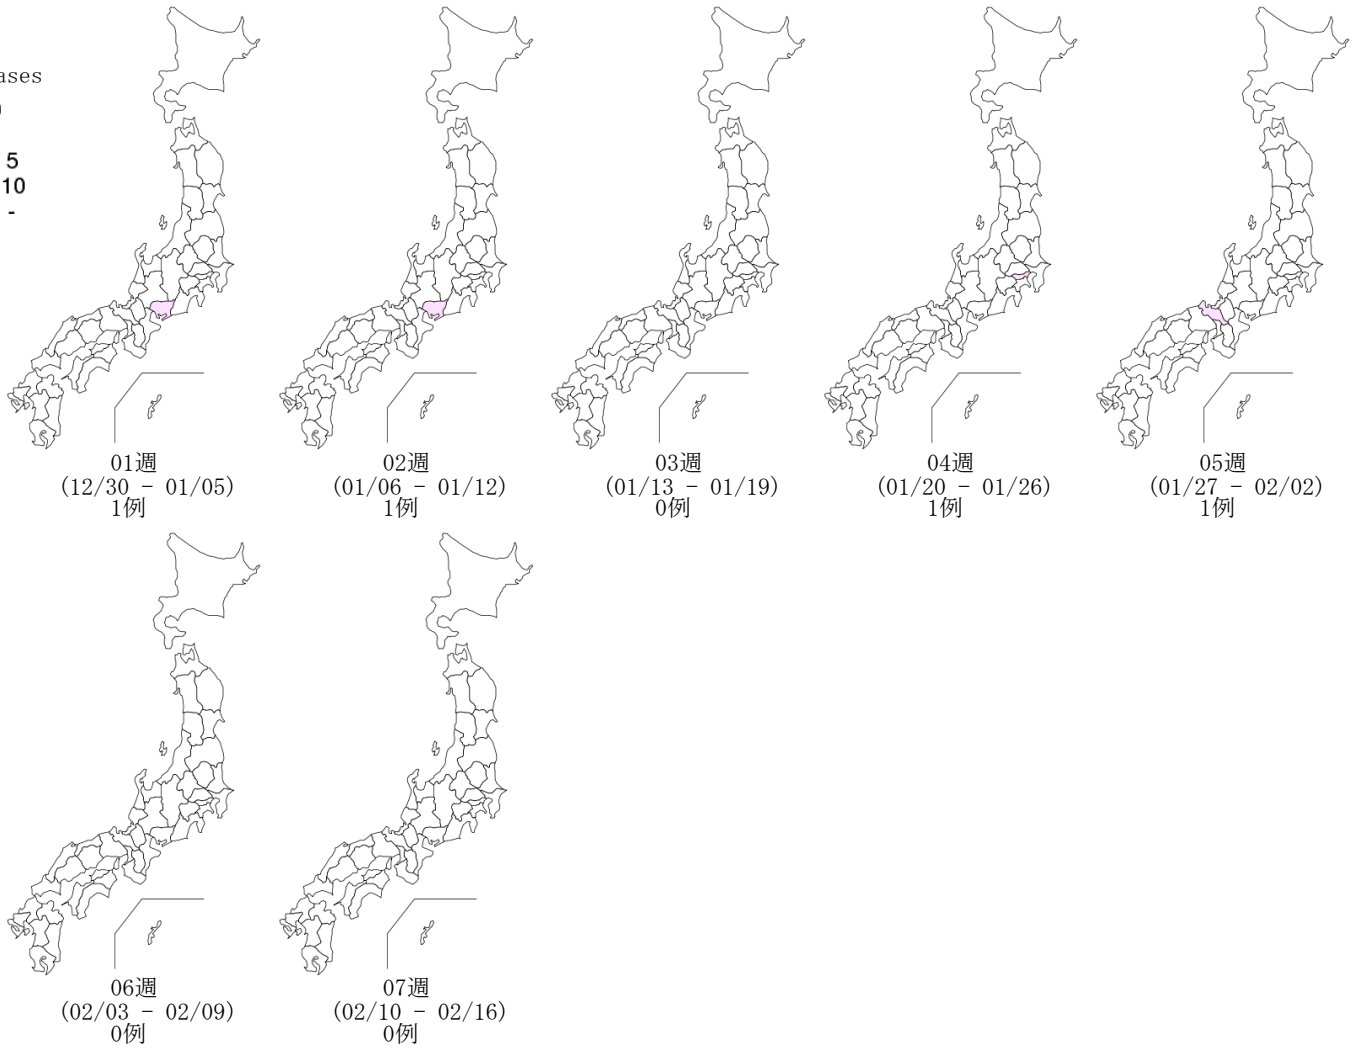 ases
5
10
-
01週
(12/30 - 01/05)
1例
02週
(01/06 - 01/12)
1例
03週
(01/13 - 01/19)
0例
04週
(01/20 - 01/26)
1例
05週
(01/27 - 02/02)
1例
06週
(02/03 - 02/09)
0例
07週
(02/10 - 02/16)
0例